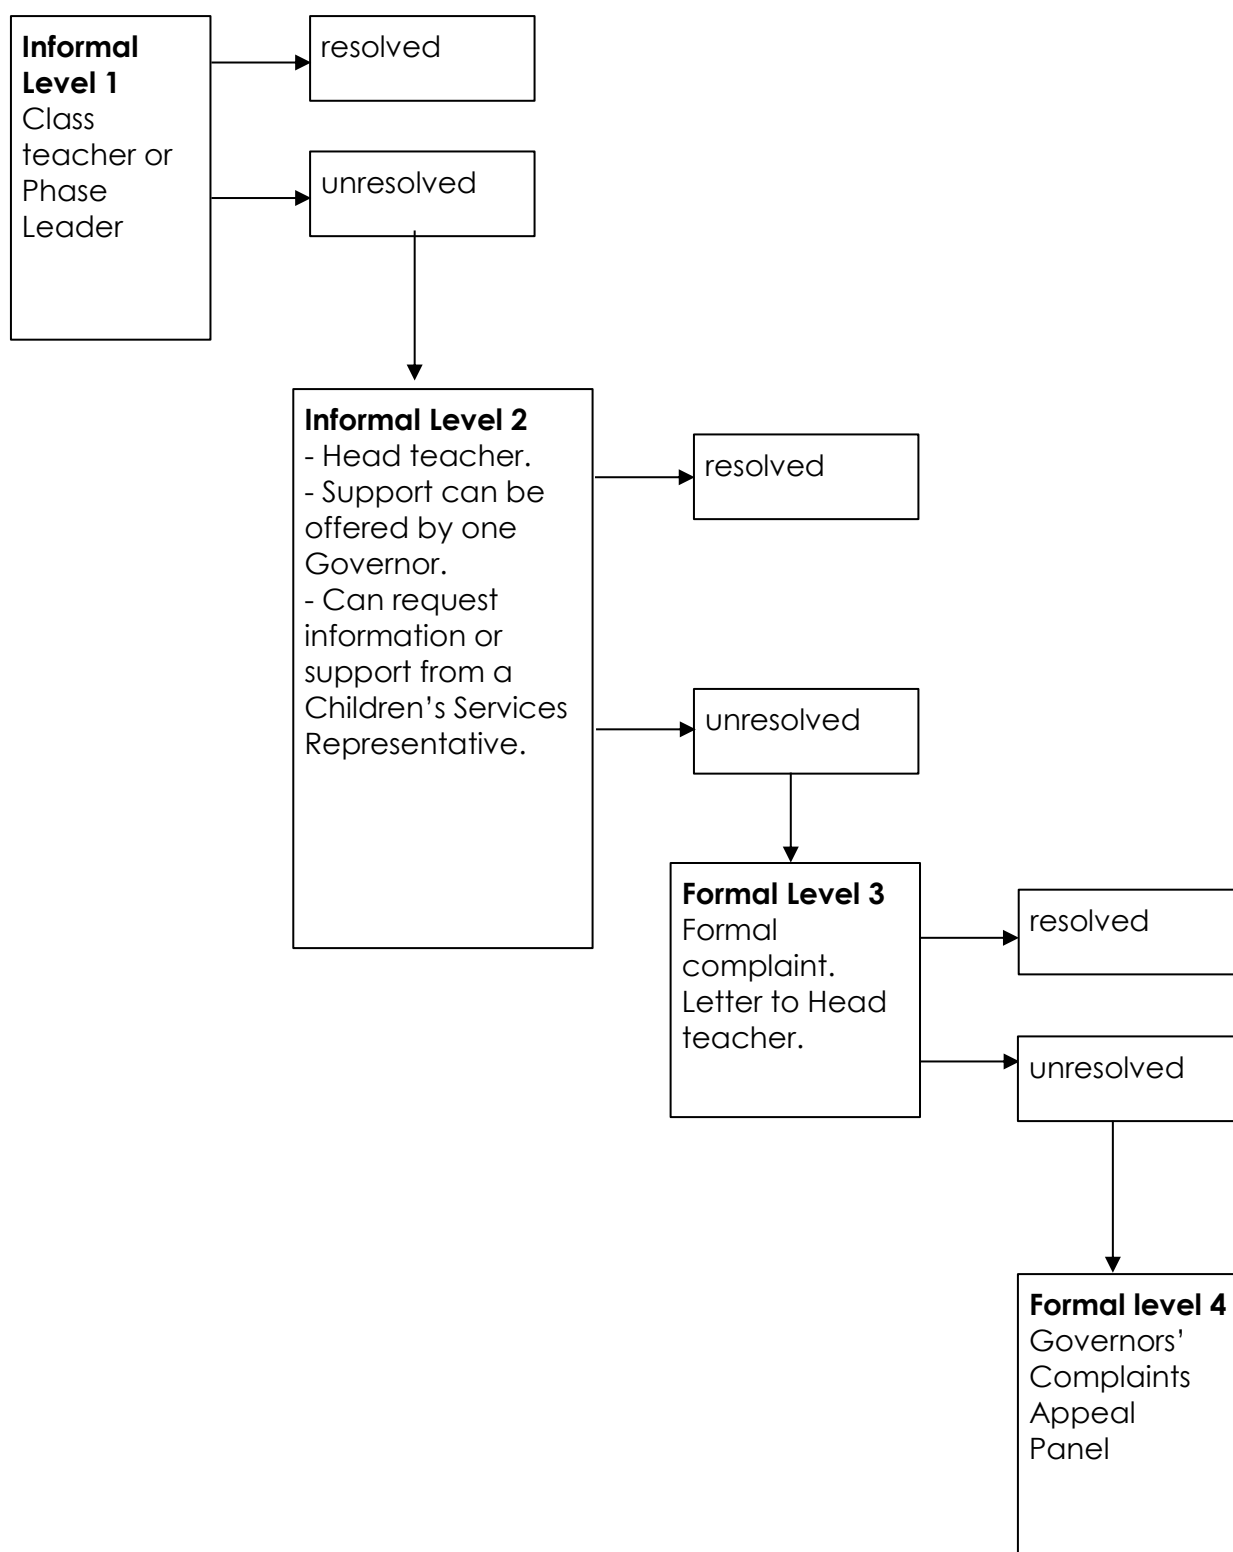 Informal
Level 1
Class
teacher or
Phase
Leader
resolved
unresolved
Informal Level 2
- Head teacher.
- Support can be
offered by one
Governor.
- Can request
information or
support from a
Children’s Services
Representative.
resolved
unresolved
Formal Level 3
Formal
complaint.
Letter to Head
teacher.
resolved
unresolved
Formal level 4
Governors’
Complaints
Appeal
Panel